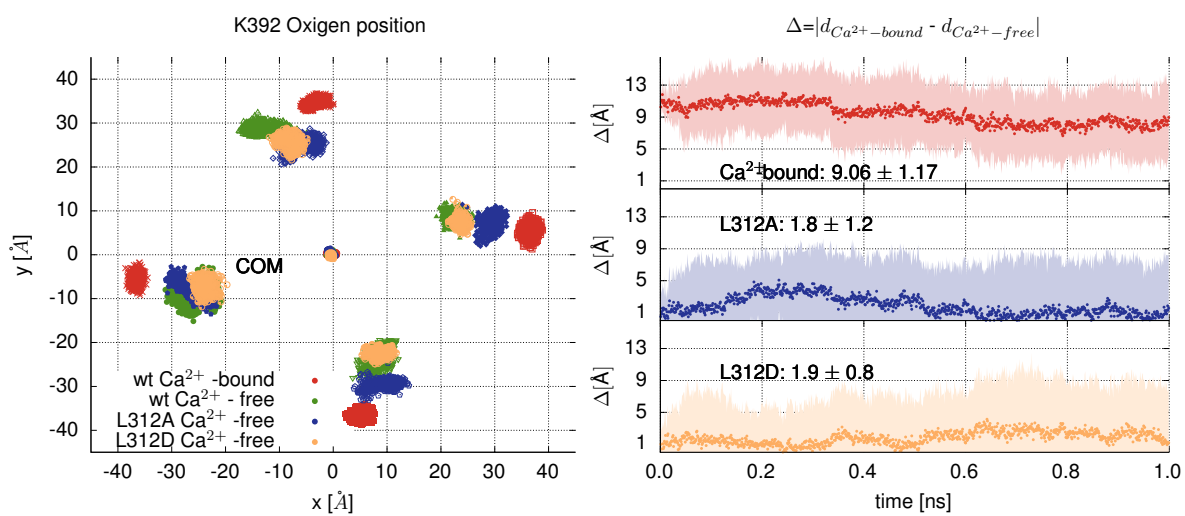 K392 Oxigen position
45
40
30
20
10
0
-10
-20
-30
-40
-40 -30 -20 -10 0 10 20 30 40
y [Å]
x [Å]
COM
wt Ca²⁺ -bound
wt Ca²⁺ - free
L312A Ca²⁺ -free
L312D Ca²⁺ -free
Δ=|d_{Ca²⁺−bound} - d_{Ca²⁺−free}|
13
9
5
1
Δ[Å]
Ca²⁺-bound: 9.06 ± 1.17
13
9
5
1
Δ[Å]
L312A: 1.8 ± 1.2
13
9
5
1
Δ[Å]
L312D: 1.9 ± 0.8
0.0 0.2 0.4 0.6 0.8 1.0
time [ns]